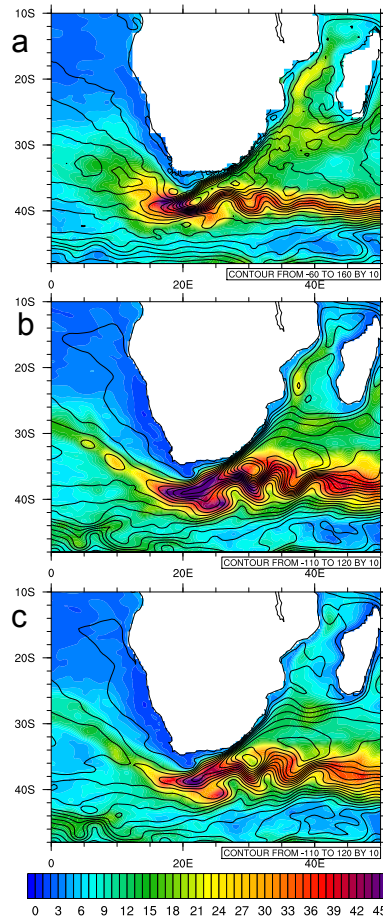 a
10S
20S
30S
40S
0 20E 40E
CONTOUR FROM -60 TO 160 BY 10
b
10S
20S
30S
40S
0 20E 40E
CONTOUR FROM -110 TO 120 BY 10
c
10S
20S
30S
40S
0 20E 40E
CONTOUR FROM -110 TO 120 BY 10
0 3 6 9 12 15 18 21 24 27 30 33 36 39 42 45